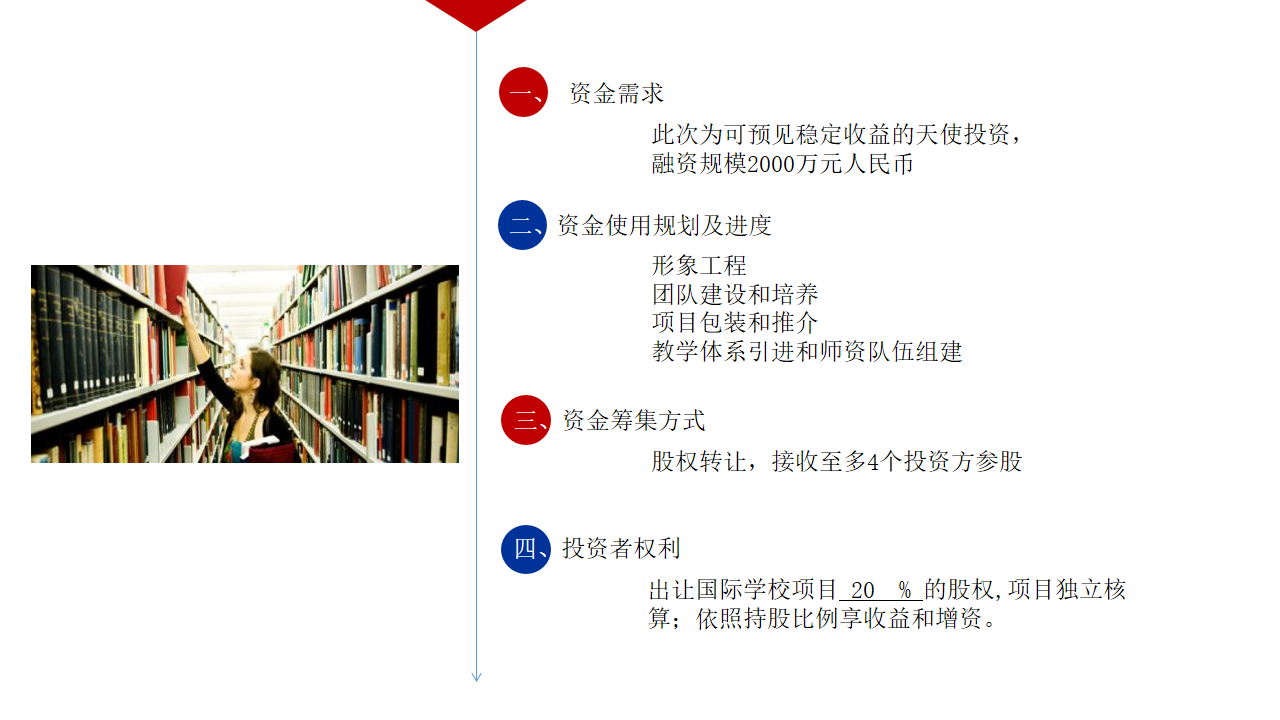 一、 资金需求
此次为可预见稳定收益的天使投资，
融资规模2000万元人民币
二、 资金使用规划及进度
形象工程
团队建设和培养
项目包装和推介
教学体系引进和师资队伍组建
三、 资金筹集方式
股权转让，接收至多4个投资方参股
四、 投资者权利
出让国际学校项目 20 % 的股权,项目独立核
算；依照持股比例享收益和增资。